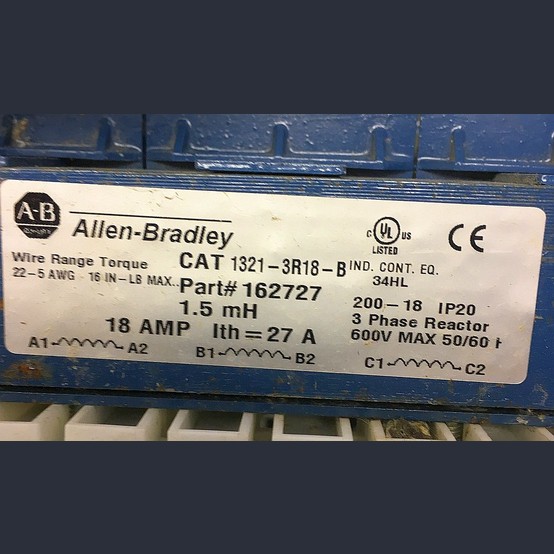 A-B
Allen-Bradley
c UL US
LISTED
CE
Wire Range Torque
22-5 AWG 16 IN-LB MAX.
CAT 1321-3R18-B
IND. CONT. EQ.
34HL
Part# 162727
1.5 mH
200-18 IP20
3 Phase Reactor
18 AMP Ith=27 A
600V MAX 50/60
A1 A2
B1 B2
C1 C2